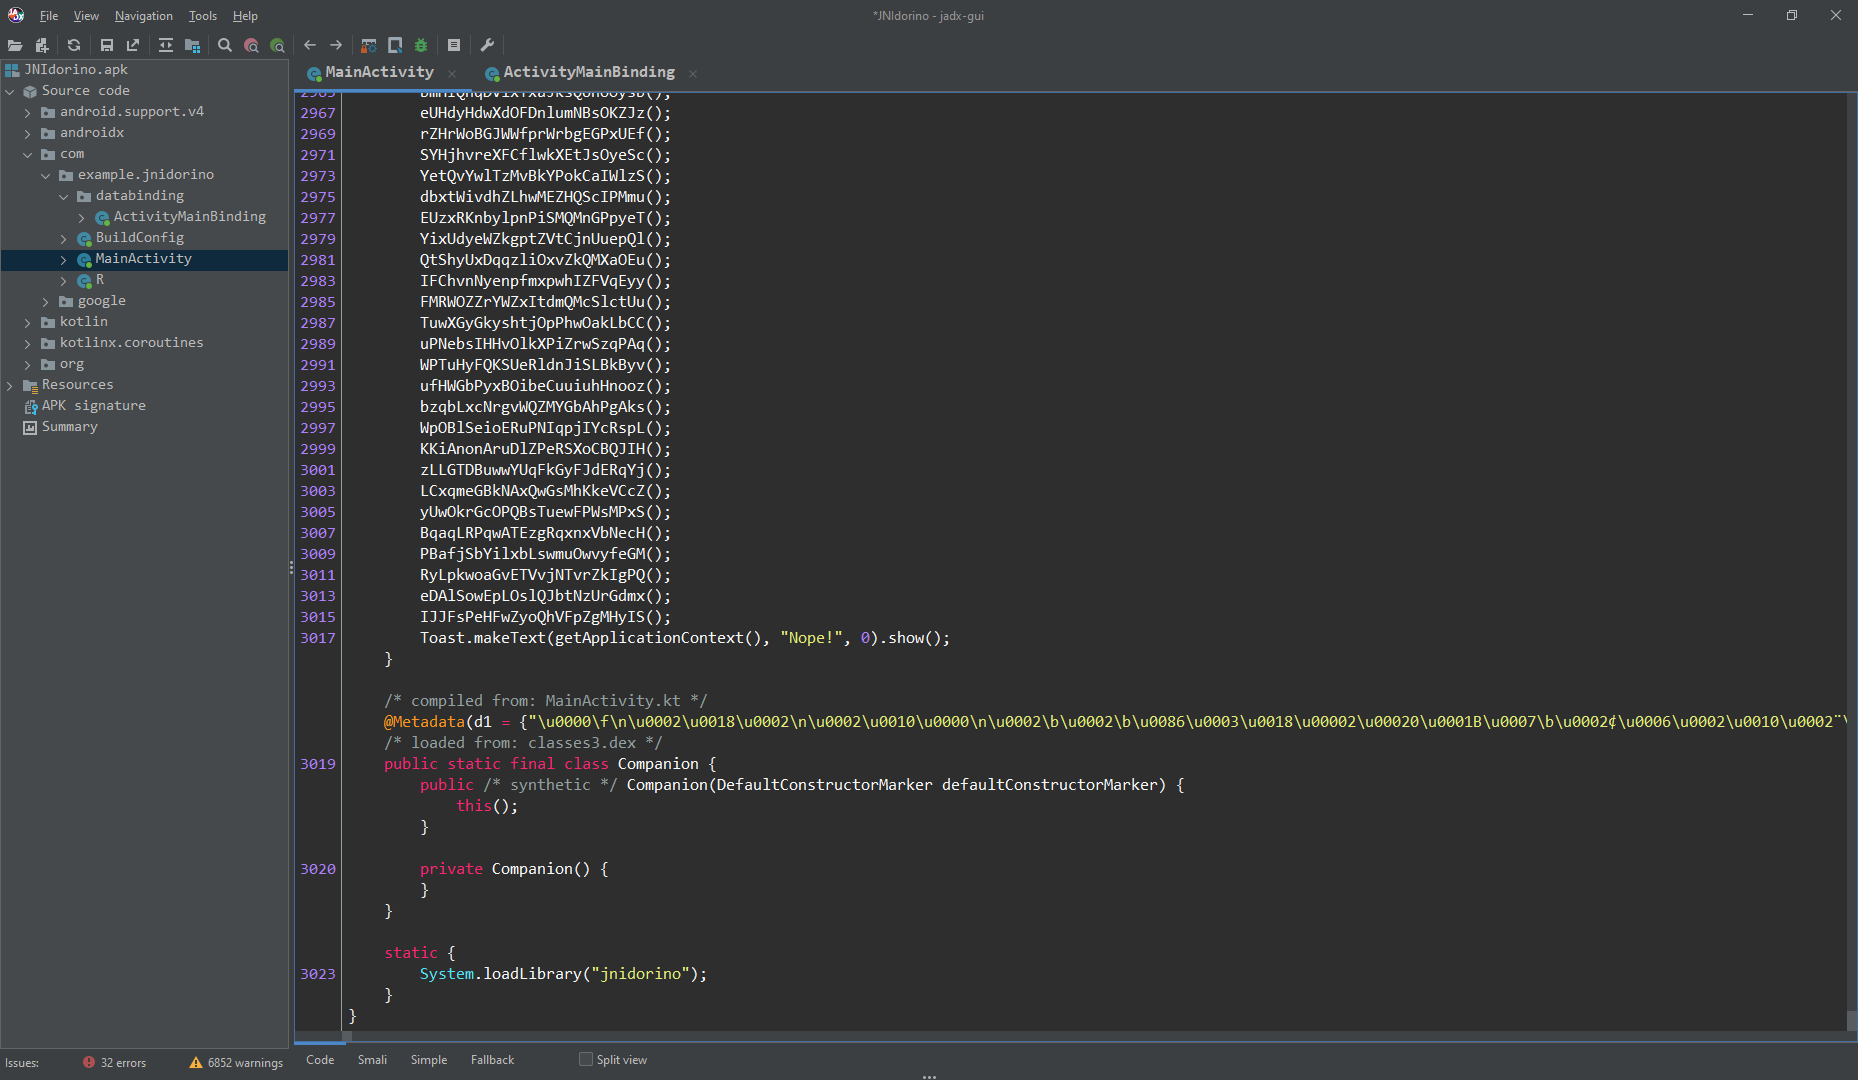 File View Navigation Tools Help *JNIdorino - jadx-gui
JNIdorino.apk
Source code
android.support.v4
androidx
com
example.jnidorino
databinding
ActivityMainBinding
BuildConfig
MainActivity
R
google
kotlin
kotlinx.coroutines
org
Resources
APK signature
Summary
MainActivity ActivityMainBinding
2967 eUHdyHdwXdOFDnlumNBsOKZJz();
2969 rZHrWoBGJWWfprWrbgEGPxUEf();
2971 SYHjhvreXFCflwkXEtJsOyeSc();
2973 YetQvYwlTzMvBkYPokCaIWlzS();
2975 dbxtWivdhZLhwMEZHQScIPMmu();
2977 EUzxRKnbylpnPiSMQMnGPpyeT();
2979 YixUdyeWZkgptZVtCjnUuepQl();
2981 QtShyUxDqqzliOxvZkQMXaOEu();
2983 IFChvnNyenpfmxpwhIZFVqEyy();
2985 FMRWOZZrYWZxItdmQMcSlctUu();
2987 TuwXGyGkyshtjOpPhwOakLbCC();
2989 uPNebsIHHvOlkXPiZrwSzqPAq();
2991 WPTuHyFQKSUeRldnJiSLBkByv();
2993 ufHWGbPyxBOibeCuuiuhHnooz();
2995 bzqbLxcNrgvWQZMYGbAhPgAks();
2997 WpOBlSeioERuPNIqpjIYcRspL();
2999 KKiAnonAruDlZPeRSXoCBQJIH();
3001 zLLGTDBuwwYUqFkGyFJdERqYj();
3003 LCxqmeGBkNAxQwGsMhKkeVCcZ();
3005 yUwOkrGcOPQBsTuewFPWsMPxS();
3007 BqaqLRPqwATEzgRqxnxVbNecH();
3009 PBafjSbYilxbLswmuOwvyfeGM();
3011 RyLpkwoaGvETVvjNTvrZkIgPQ();
3013 eDAlSowEpLOslQJbtNzUrGdmx();
3015 IJJFsPeHFwZyoQhVFpZgMHyIS();
3017 Toast.makeText(getApplicationContext(), "Nope!", 0).show();
}
/* compiled from: MainActivity.kt */
@Metadata(d1 = {"\u0000\f\n\u0002\u0018\u0002\n\u0002\u0010\u0000\n\u0002\b\u0002\b\u0086\u0003\u0018\u00002\u00020\u0001B\u0007\b\u0002¢\u0006\u0002\u0010\u0002¨\
/* loaded from: classes3.dex */
3019 public static final class Companion {
public /* synthetic */ Companion(DefaultConstructorMarker defaultConstructorMarker) {
this();
}
3020 private Companion() {
}
}
static {
3023 System.loadLibrary("jnidorino");
}
}
Issues: 32 errors 6852 warnings Code Smali Simple Fallback Split view